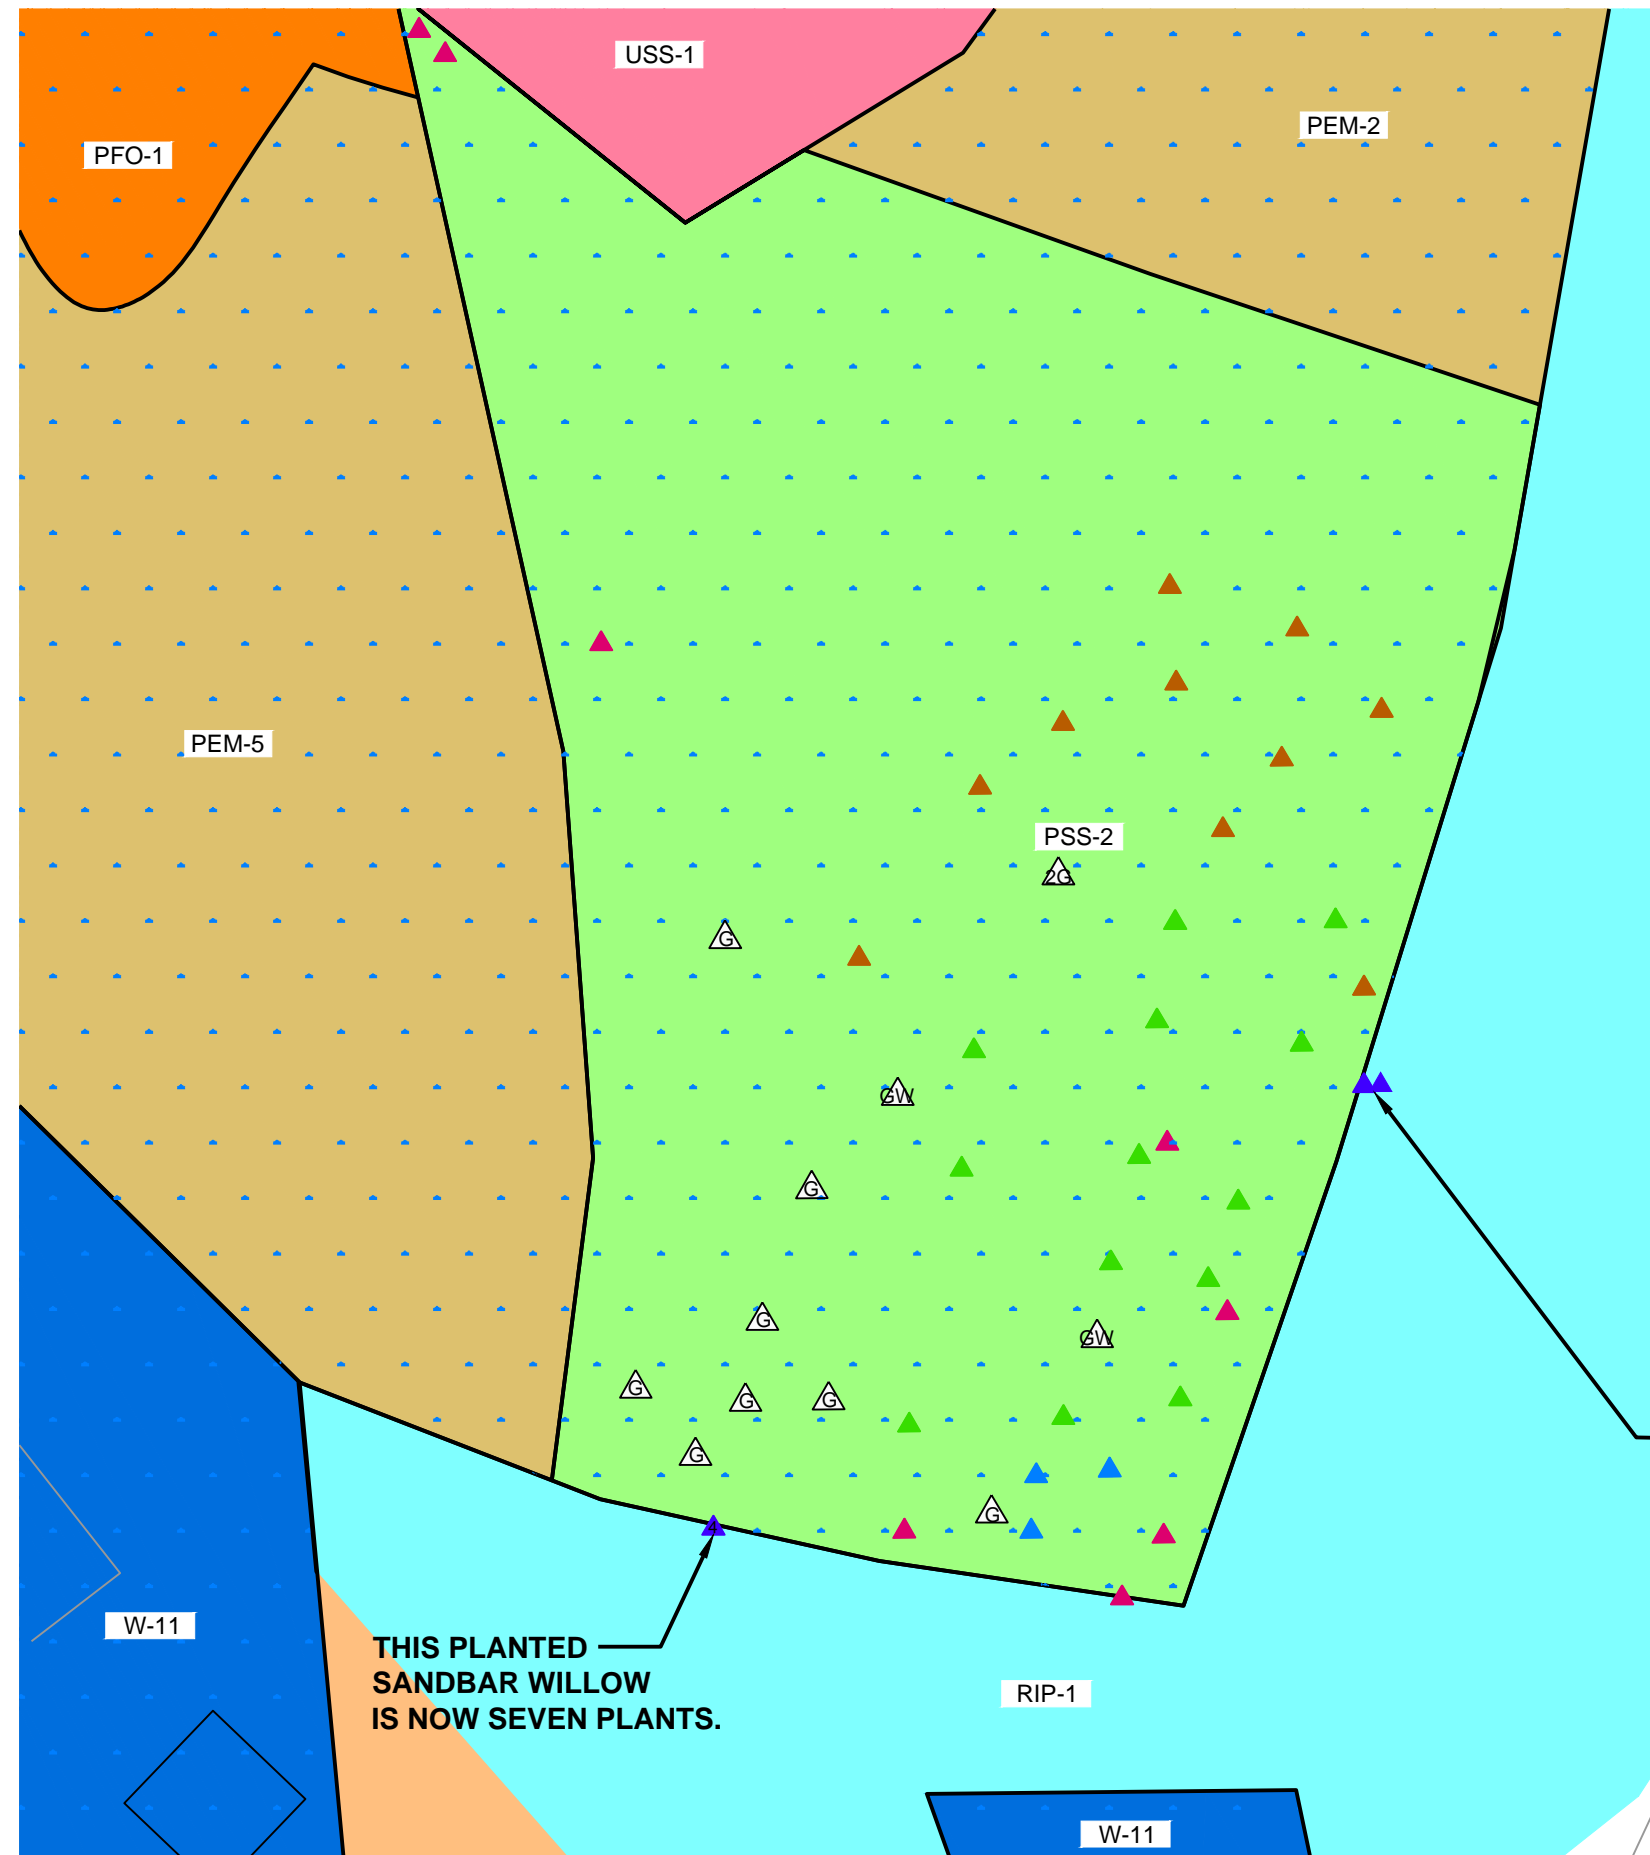 USS-1
PEM-2
PFO-1
PEM-5
PSS-2
2G
G
GW
G
G
GW
G
G
G
G
G
4
W-11
THIS PLANTED
SANDBAR WILLOW
IS NOW SEVEN PLANTS.
RIP-1
W-11